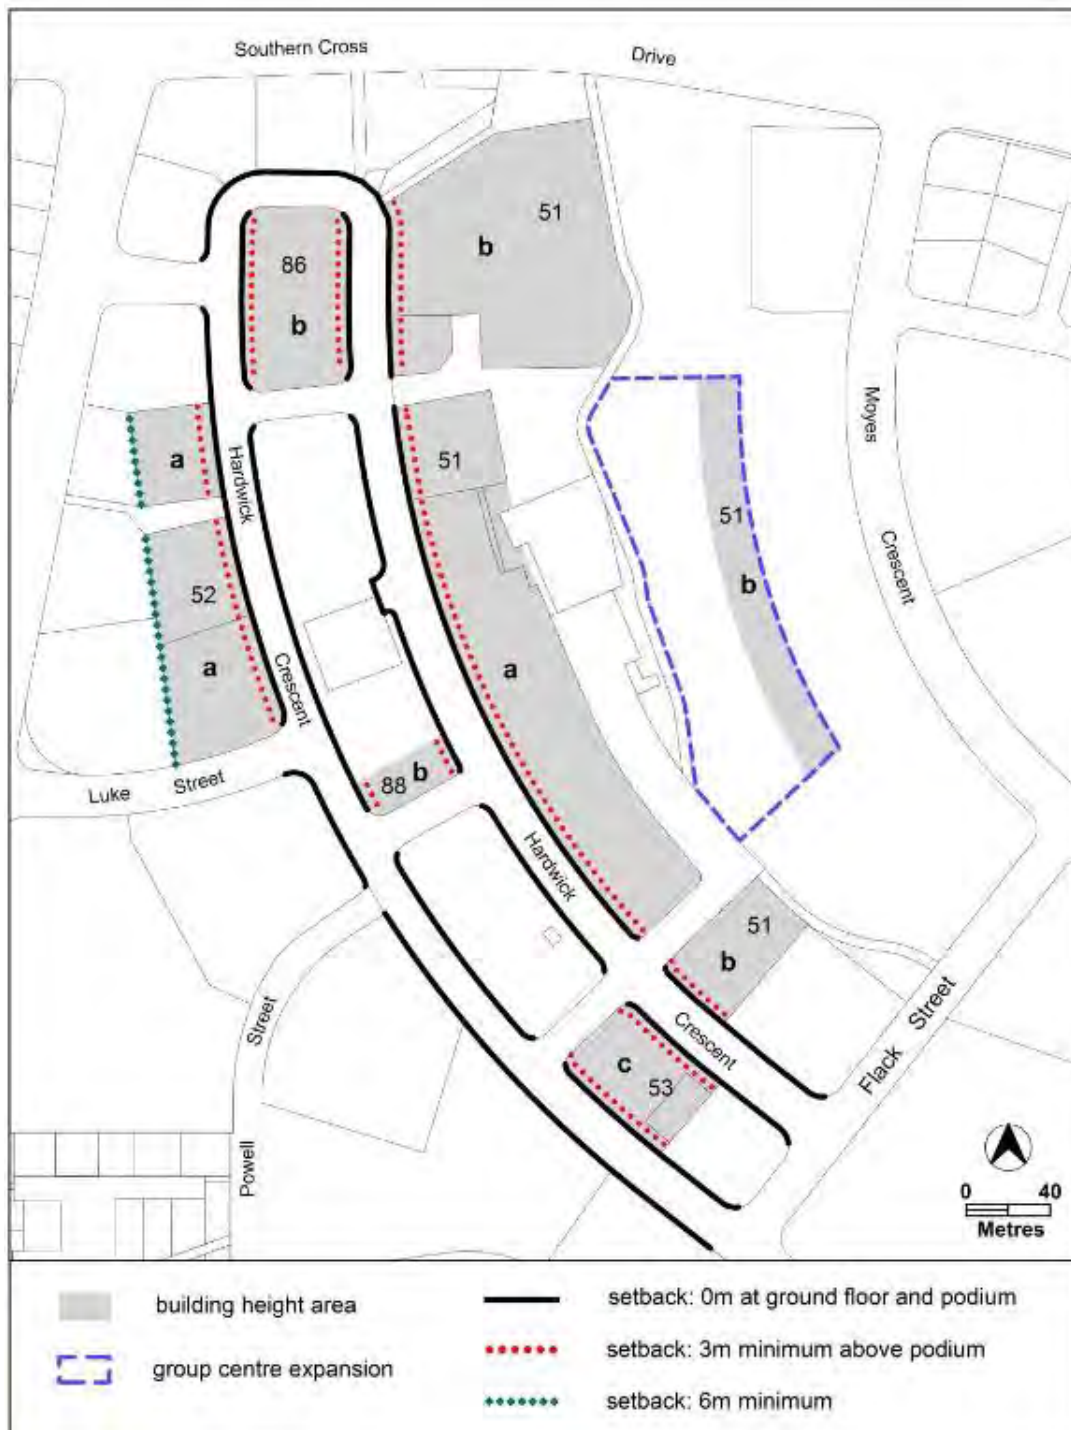 Southern Cross
Drive
51
b
86
b
Moyes
a
51
Hardwick
51
Crescent
b
52
a
Crescent
a
88
b
Luke
Street
Hardwick
51
b
Street
Street
Crescent
c
53
Flack
Powell
0 40
Metres
building height area
group centre expansion
setback: 0m at ground floor and podium
setback: 3m minimum above podium
setback: 6m minimum